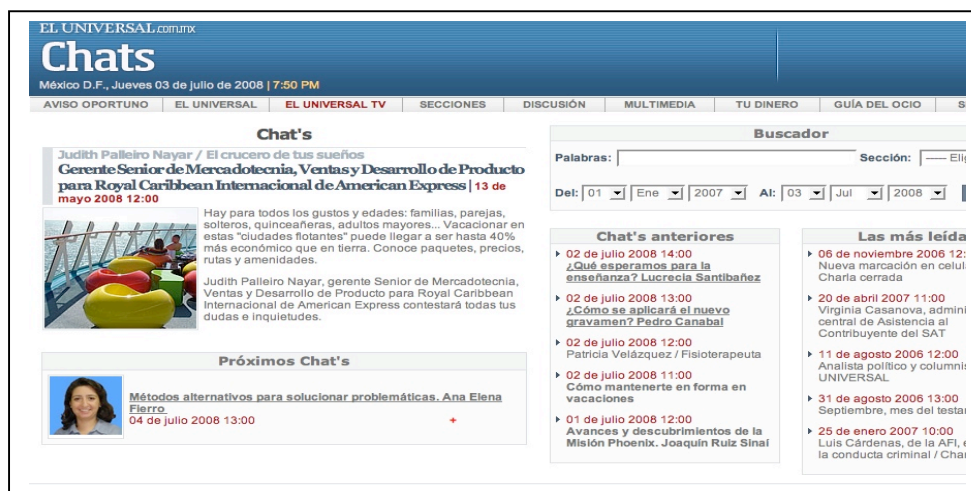 EL UNIVERSAL.com.mx
Chats
México D.F., Jueves 03 de julio de 2008 | 7:50 PM
AVISO OPORTUNO EL UNIVERSAL EL UNIVERSAL TV SECCIONES DISCUSIÓN MULTIMEDIA TU DINERO GUÍA DEL OCIO S
Chat's
Judith Palleiro Nayar / El crucero de tus sueños
Gerente Senior de Mercadotecnia, Ventas y Desarrollo de Producto
para Royal Caribbean Internacional de American Express | 13 de
mayo 2008 12:00
Hay para todos los gustos y edades: familias, parejas,
solteros, quinceañeras, adultos mayores... Vacacionar en
estas "ciudades flotantes" puede llegar a ser hasta 40%
más económico que en tierra. Conoce paquetes, precios,
rutas y amenidades.
Judith Palleiro Nayar, gerente Senior de Mercadotecnia,
Ventas y Desarrollo de Producto para Royal Caribbean
Internacional de American Express contestará todas tus
dudas e inquietudes.
Próximos Chat's
Métodos alternativos para solucionar problemáticas. Ana Elena
Fierro
04 de julio 2008 13:00 +
Buscador
Palabras: Sección: ----- Eli
Del: 01 Ene 2007 Al: 03 Jul 2008
Chat's anteriores
02 de julio 2008 14:00
¿Qué esperamos para la
enseñanza? Lucrecia Santibañez
02 de julio 2008 13:00
¿Cómo se aplicará el nuevo
gravamen? Pedro Canabal
02 de julio 2008 12:00
Patricia Velázquez / Fisioterapeuta
02 de julio 2008 11:00
Cómo mantenerte en forma en
vacaciones
01 de julio 2008 12:00
Avances y descubrimientos de la
Misión Phoenix. Joaquín Ruiz Sinaí
Las más leída
06 de noviembre 2006 12:
Nueva marcación en celul
Charla cerrada
20 de abril 2007 11:00
Virginia Casanova, admini
central de Asistencia al
Contribuyente del SAT
11 de agosto 2006 12:00
Analista político y columnis
UNIVERSAL
31 de agosto 2006 13:00
Septiembre, mes del testa
25 de enero 2007 10:00
Luis Cárdenas, de la AFI, e
la conducta criminal / Cha